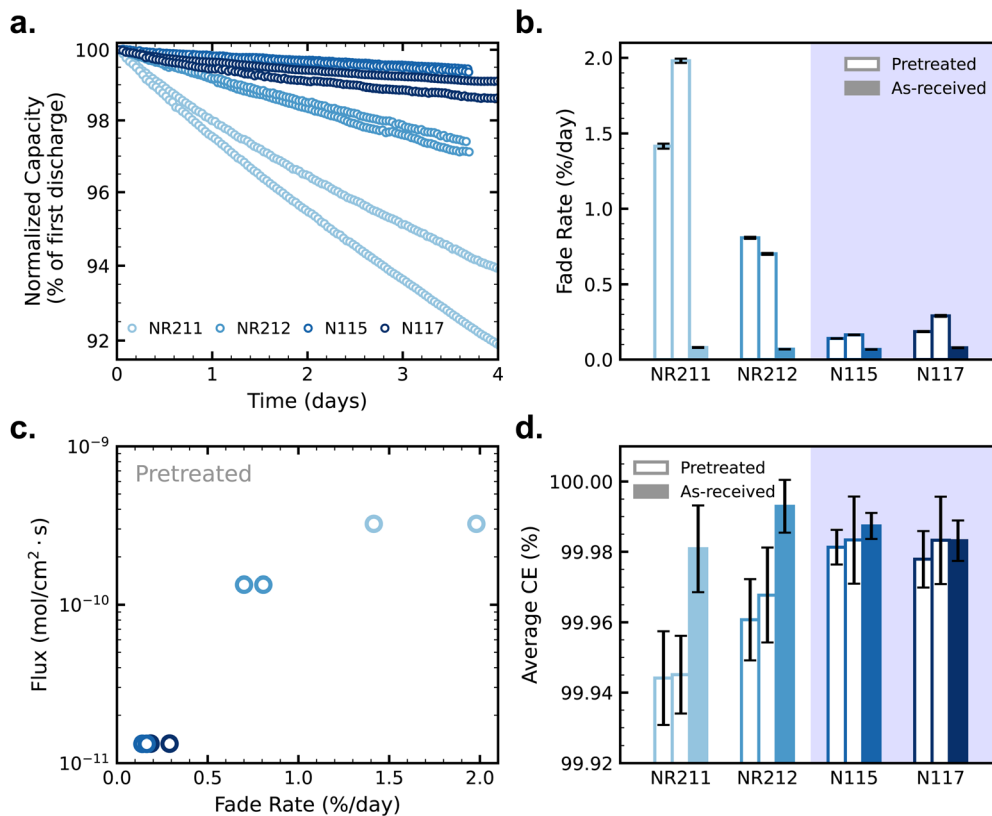 a.
100
98
96
94
92
Normalized Capacity
(% of first discharge)
NR211 NR212 N115 N117
0 1 2 3 4
Time (days)
b.
2.0
1.5
1.0
0.5
0.0
Fade Rate (%/day)
Pretreated
As-received
NR211 NR212 N115 N117
c.
10⁻⁹
10⁻¹⁰
10⁻¹¹
Flux (mol/cm² · s)
Pretreated
0.0 0.5 1.0 1.5 2.0
Fade Rate (%/day)
d.
100.00
99.98
99.96
99.94
99.92
Average CE (%)
Pretreated
As-received
NR211 NR212 N115 N117